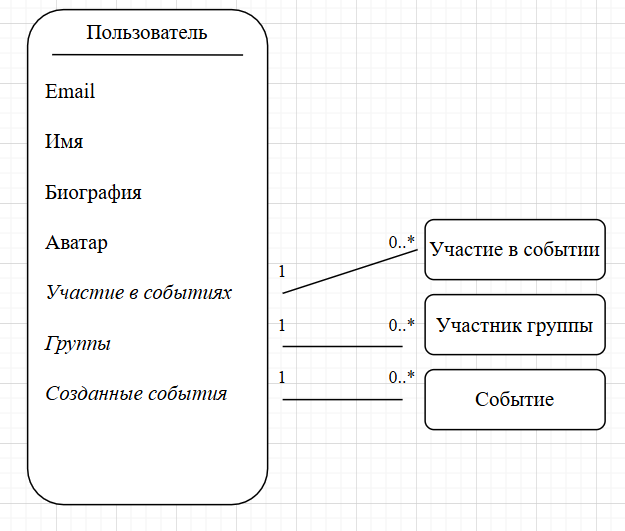 Пользователь
Email
Имя
Биография
Аватар
Участие в событиях
Группы
Созданные события
1
0..*
Участие в событии
1
0..*
Участник группы
1
0..*
Событие